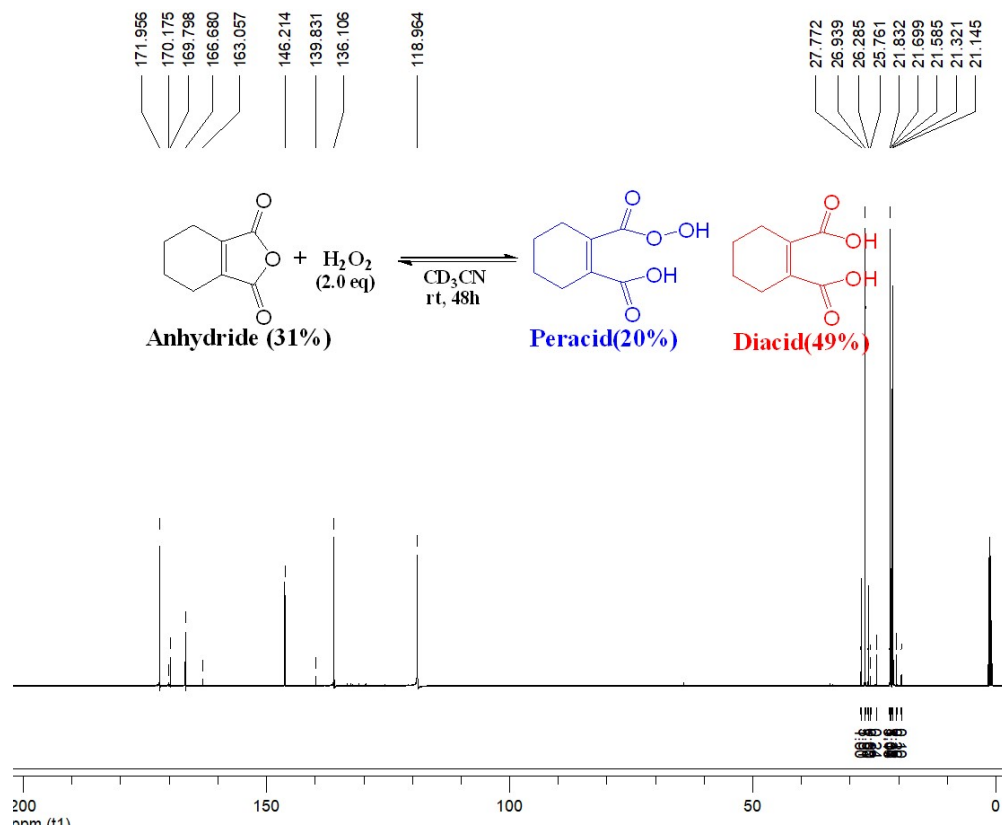 171.956
170.175
169.798
166.680
163.057
146.214
139.831
136.106
118.964
27.772
26.939
26.285
25.761
21.832
21.699
21.585
21.321
21.145
O
O
O
+
H2O2
(2.0 eq)
CD3CN
rt, 48h
O
O
OH
OH
O
O
OH
OH
O
Anhydride (31%)
Peracid(20%)
Diacid(49%)
200
150
100
50
0
ppm (t1)